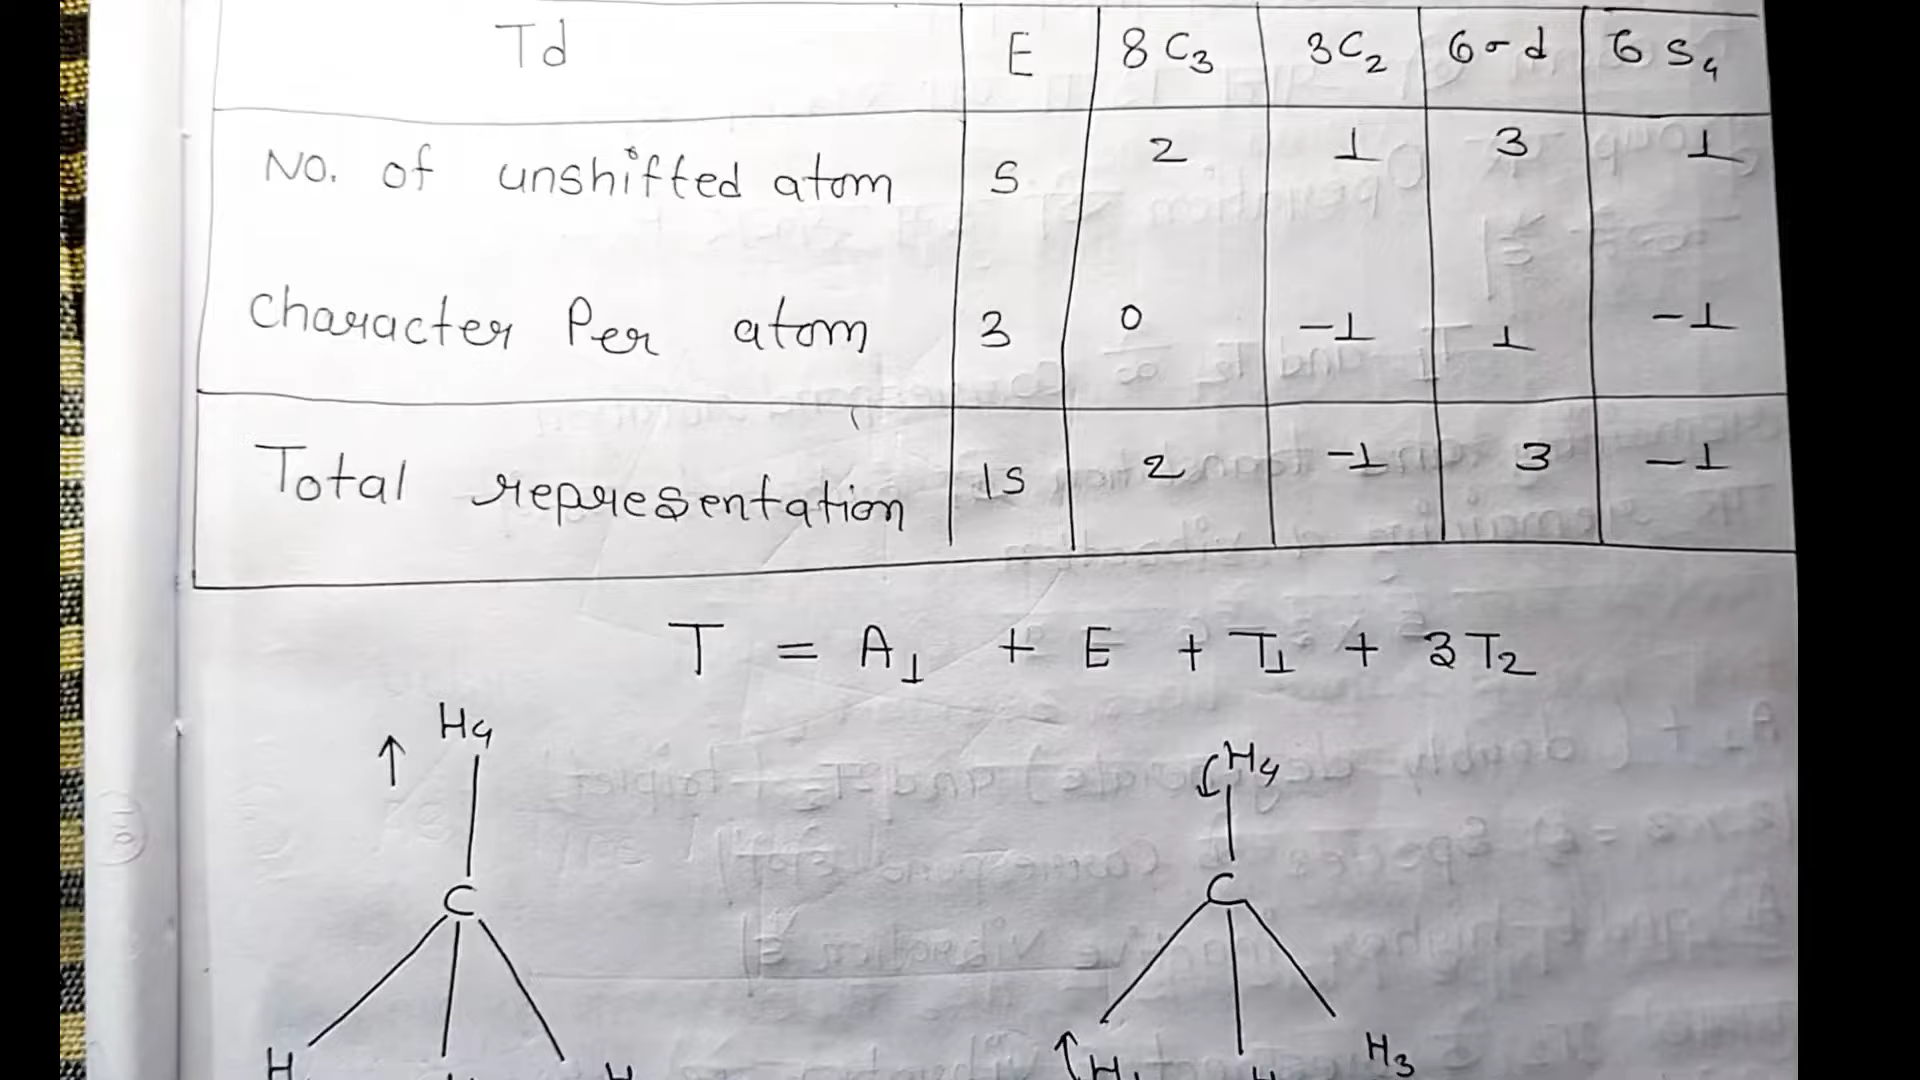 Td E 8C₃ 3C₂ 6σd 6S₄
No. of unshifted atom 5 2 1 3 1
Character Per atom 3 0 -1 1 -1
Total representation 15 2 -1 3 -1
T = A₁ + E + T₁ + 3T₂
↑ H₄
(H₄
C
C
H H H₃